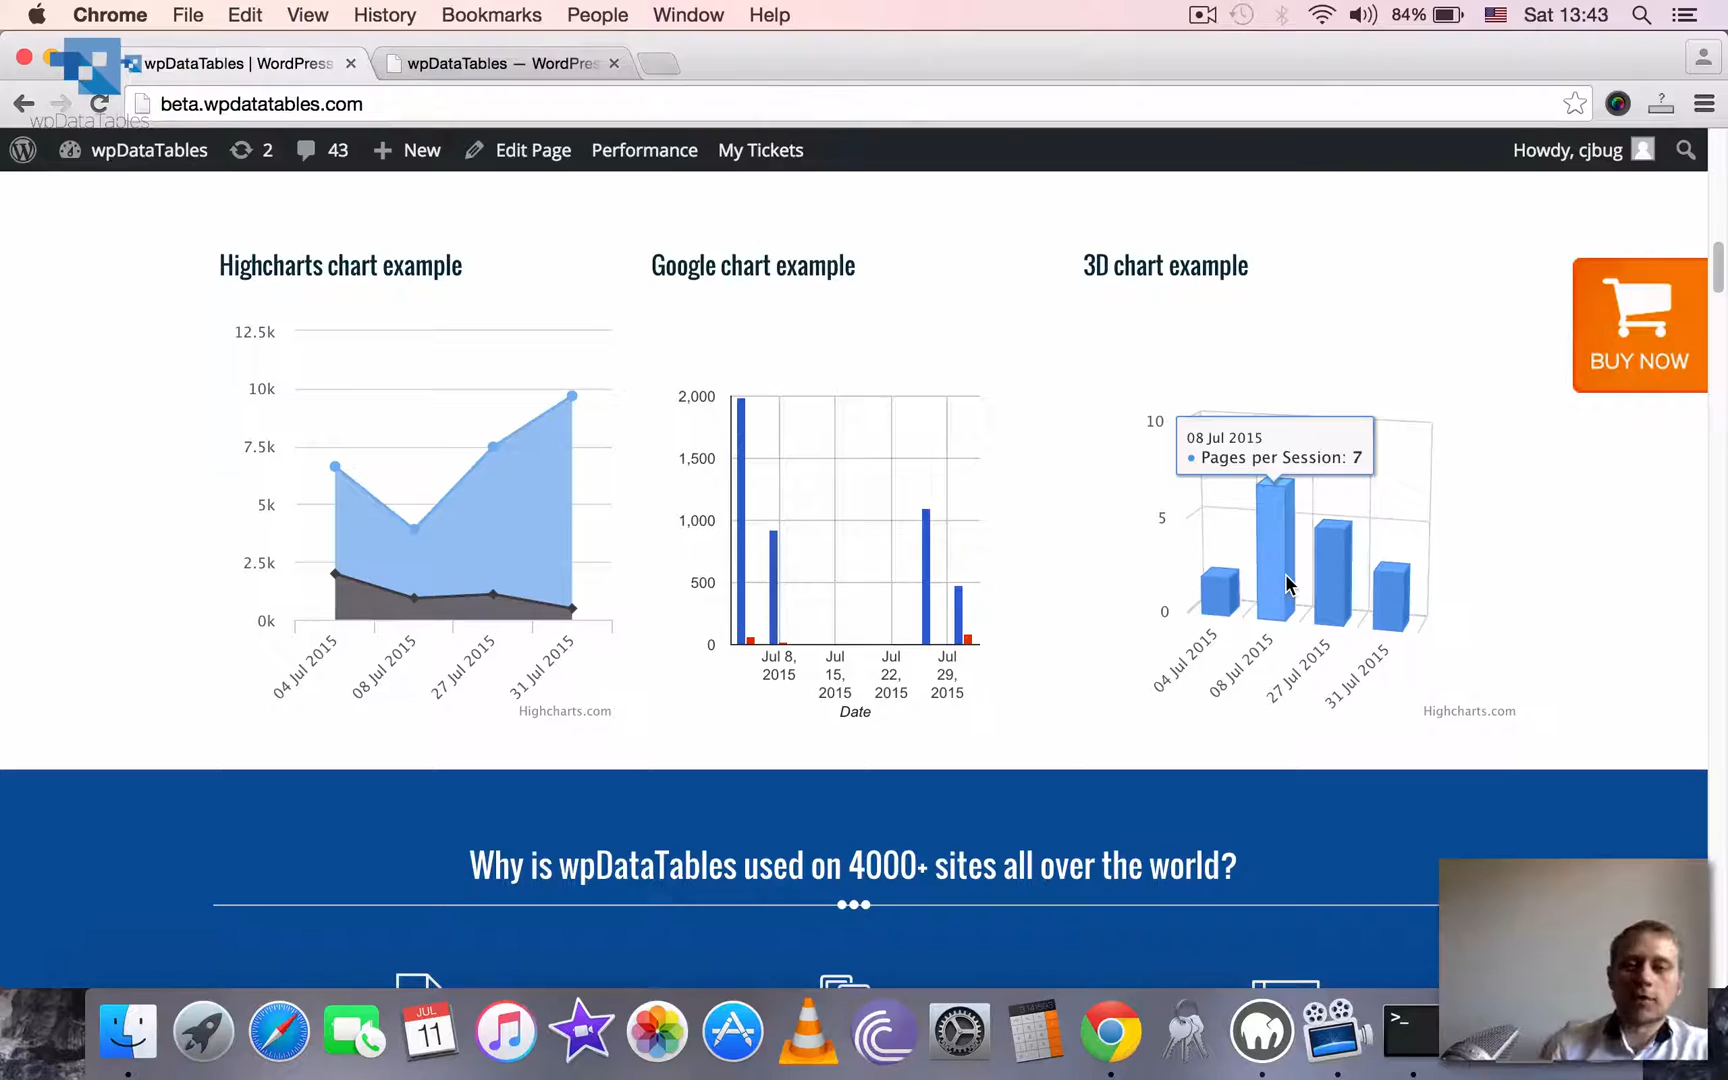 Chrome File Edit View History Bookmarks People Window Help 84% Sat 13:43
wpDataTables | WordPress wpDataTables — WordPres
beta.wpdatatables.com
wpDataTables
wpDataTables 2 43 New Edit Page Performance My Tickets Howdy, cjbug
Highcharts chart example
12.5k
10k
7.5k
5k
2.5k
0k
04 Jul 2015
08 Jul 2015
27 Jul 2015
31 Jul 2015
Highcharts.com
Google chart example
2,000
1,500
1,000
500
0
Jul 8, 2015
Jul 15, 2015
Jul 22, 2015
Jul 29, 2015
Date
3D chart example
10
5
0
08 Jul 2015
Pages per Session: 7
04 Jul 2015
08 Jul 2015
27 Jul 2015
31 Jul 2015
Highcharts.com
BUY NOW
Why is wpDataTables used on 4000+ sites all over the world?
JUL
11
>_